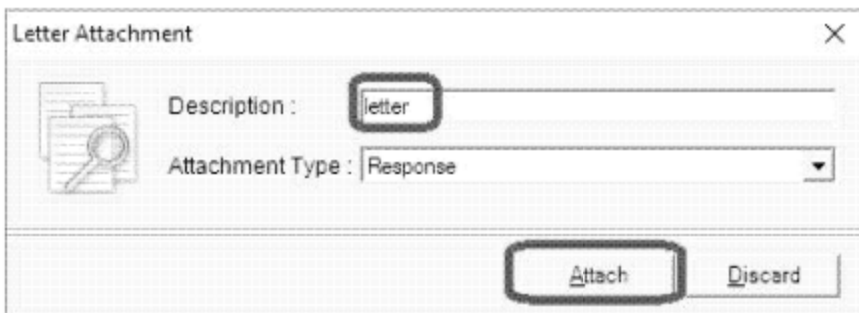 Letter Attachment
Description : letter
Attachment Type : Response
Attach Discard